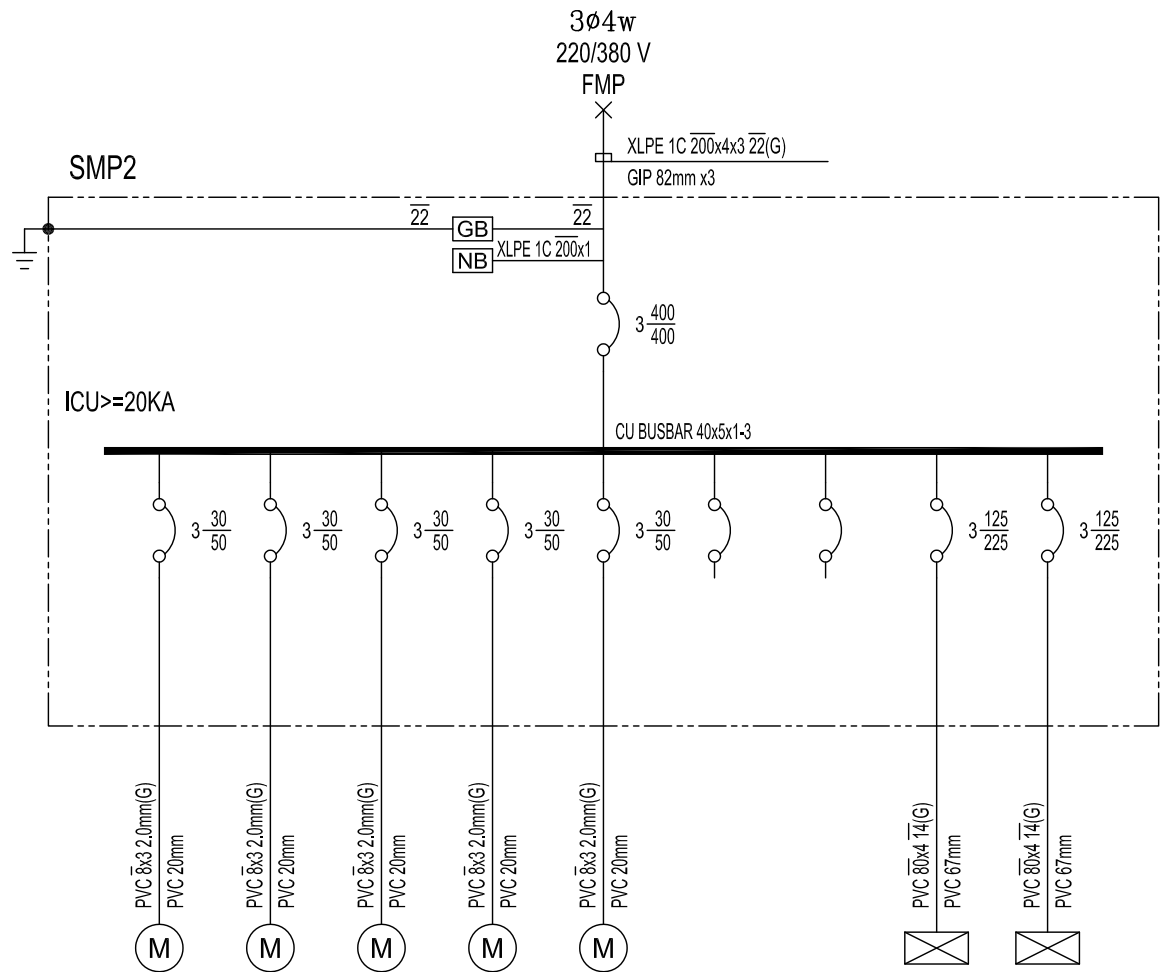 3ø4w
220/380 V
FMP
XLPE 1C 200x4x3 22(G)
GIP 82mm x3
SMP2
22
GB
22
NB
XLPE 1C 200x1
3 400/400
ICU>=20KA
CU BUSBAR 40x5x1-3
3 30/50
3 30/50
3 30/50
3 30/50
3 30/50
3 125/225
3 125/225
PVC 8x3 2.0mm(G)
PVC 20mm
PVC 8x3 2.0mm(G)
PVC 20mm
PVC 8x3 2.0mm(G)
PVC 20mm
PVC 8x3 2.0mm(G)
PVC 20mm
PVC 8x3 2.0mm(G)
PVC 20mm
PVC 80x4 14(G)
PVC 67mm
PVC 80x4 14(G)
PVC 67mm
M
M
M
M
M